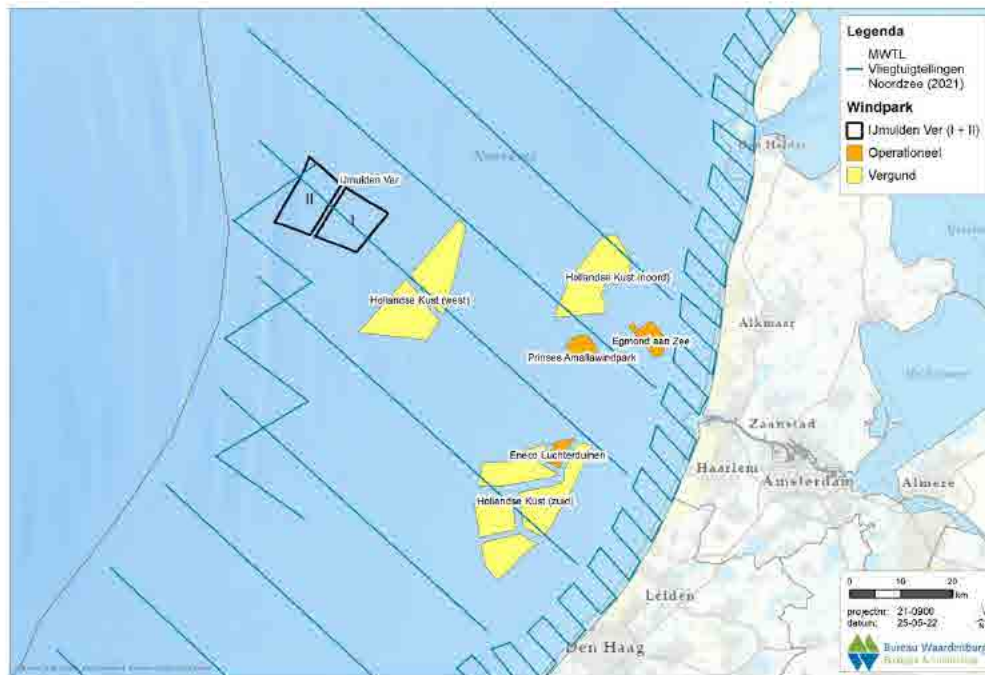 Legenda
MWTL
Vliegtuigtellingen
Noordzee (2021)
Windpark
IJmuiden Ver (I + II)
Operationeel
Vergund
Den Helder
IJmuiden Ver
II
I
Hollandse Kust (noord)
Hollandse Kust (west)
Egmond aan Zee
Prinses Amaliawindpark
Alkmaar
Zaanstad
Haarlem
Amsterdam
Almere
Eneco Luchterduinen
Hollandse Kust (zuid)
Leiden
Den Haag
0 10 20
km
projectnr: 21-0900
datum: 25-05-22
N
Bureau Waardenburg